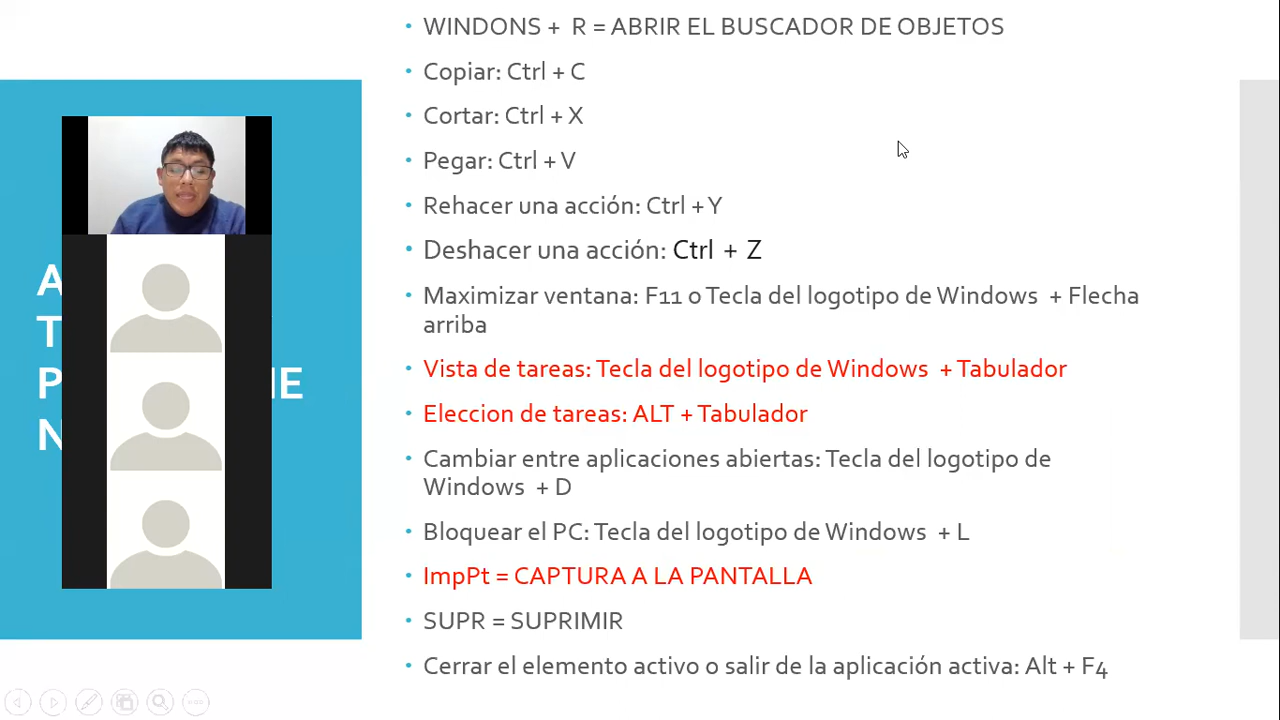 WINDONS + R = ABRIR EL BUSCADOR DE OBJETOS
Copiar: Ctrl + C
Cortar: Ctrl + X
Pegar: Ctrl + V
Rehacer una acción: Ctrl + Y
Deshacer una acción: Ctrl + Z
Maximizar ventana: F11 o Tecla del logotipo de Windows + Flecha
arriba
Vista de tareas: Tecla del logotipo de Windows + Tabulador
Eleccion de tareas: ALT + Tabulador
Cambiar entre aplicaciones abiertas: Tecla del logotipo de
Windows + D
Bloquear el PC: Tecla del logotipo de Windows + L
ImpPt = CAPTURA A LA PANTALLA
SUPR = SUPRIMIR
Cerrar el elemento activo o salir de la aplicación activa: Alt + F4